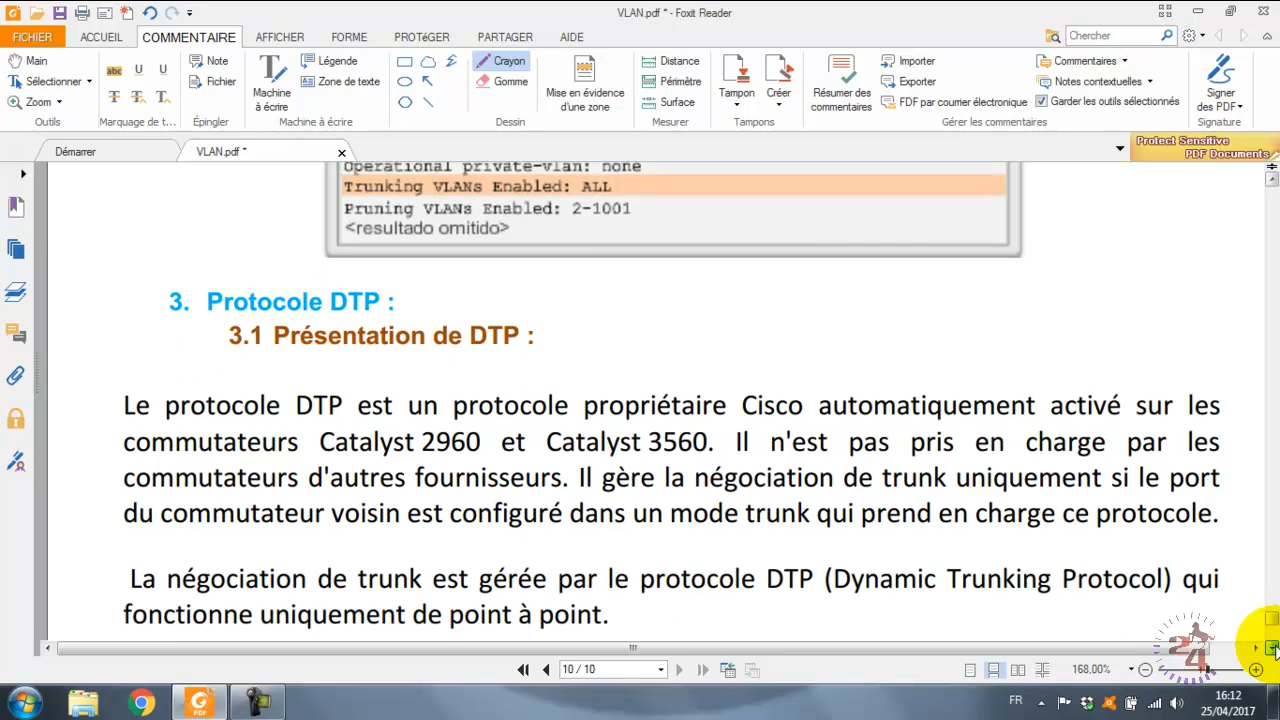 VLAN.pdf * - Foxit Reader
FICHIER ACCUEIL COMMENTAIRE AFFICHER FORME PROTéGER PARTAGER AIDE
Chercher
Main
Sélectionner
Zoom
Outils
abc U U
T T T
Marquage de t...
Note
Fichier
Épingler
Machine
à écrire
Légende
Zone de texte
Machine à écrire
Crayon
Gomme
Dessin
Mise en évidence
d'une zone
Distance
Périmètre
Surface
Mesurer
Tampon
Créer
Tampons
Résumer des
commentaires
Importer
Exporter
FDF par courrier électronique
Commentaires
Notes contextuelles
Garder les outils sélectionnés
Gérer les commentaires
Signer
des PDF
Signature
Démarrer
VLAN.pdf *
Protect Sensitive
PDF Documents
Operational private-vlan: none
Trunking VLANs Enabled: ALL
Pruning VLANs Enabled: 2-1001
<resultado omitido>
3. Protocole DTP :
3.1 Présentation de DTP :
Le protocole DTP est un protocole propriétaire Cisco automatiquement activé sur les
commutateurs Catalyst 2960 et Catalyst 3560. Il n'est pas pris en charge par les
commutateurs d'autres fournisseurs. Il gère la négociation de trunk uniquement si le port
du commutateur voisin est configuré dans un mode trunk qui prend en charge ce protocole.
La négociation de trunk est gérée par le protocole DTP (Dynamic Trunking Protocol) qui
fonctionne uniquement de point à point.
24
10 / 10
168,00%
FR
16:12
25/04/2017